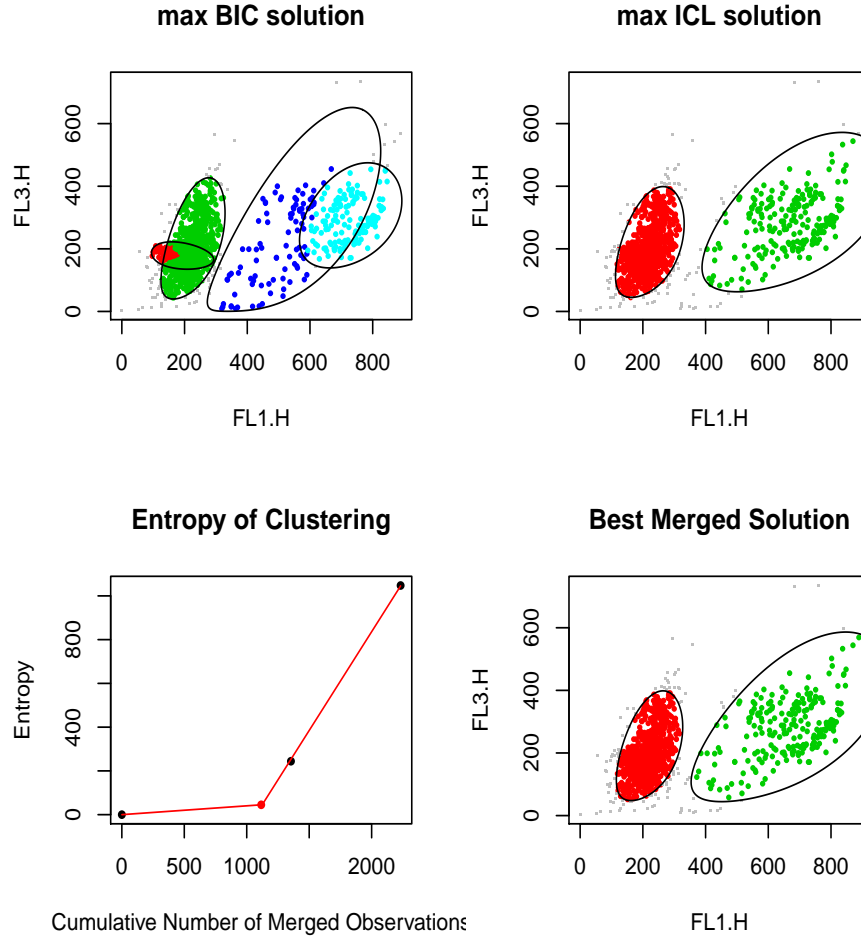 max BIC solution
FL3.H
600
400
200
0
0 200 400 600 800
FL1.H
max ICL solution
FL3.H
600
400
200
0
0 200 400 600 800
FL1.H
Entropy of Clustering
Entropy
800
400
0
0 500 1000 2000
Cumulative Number of Merged Observations
Best Merged Solution
FL3.H
600
400
200
0
0 200 400 600 800
FL1.H